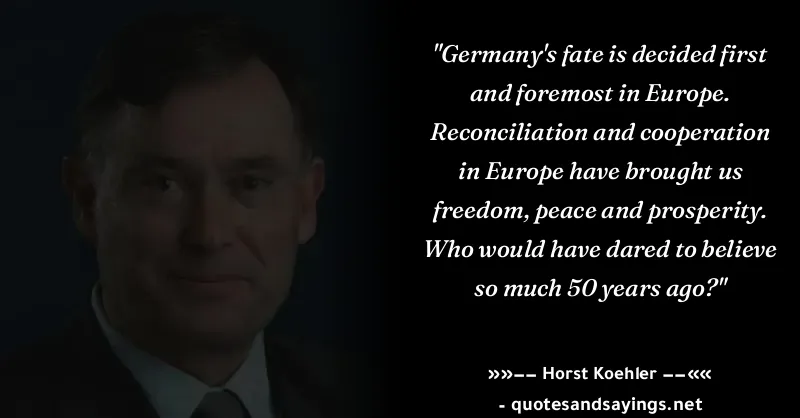 "Germany's fate is decided first
and foremost in Europe.
Reconciliation and cooperation
in Europe have brought us
freedom, peace and prosperity.
Who would have dared to believe
so much 50 years ago?"
»»–– Horst Koehler ––««
- quotesandsayings.net